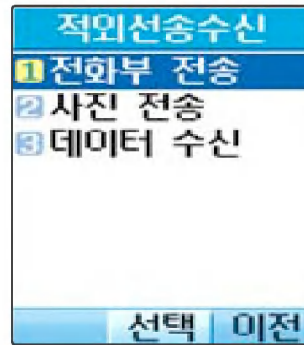 적외선송수신
1 전화부 전송
2 사진 전송
3 데이터 수신
선택 이전